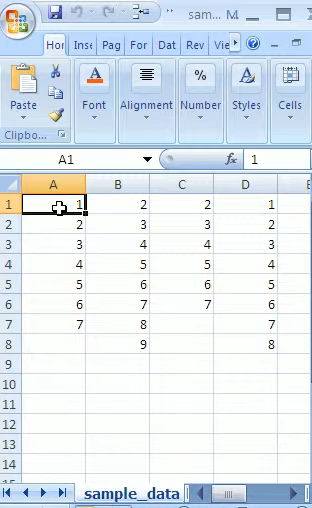 sam... M
Hor Inse Pag For Dat Rev Vie
Paste Font Alignment Number Styles Cells
%
Clipbo...
A1 fx 1
A B C D E
1 1 2 2 1
2 2 3 3 2
3 3 4 4 3
4 4 5 5 4
5 5 6 6 5
6 6 7 7 6
7 7 8 7
8 9 8
9
10
11
12
13
14
15
sample_data